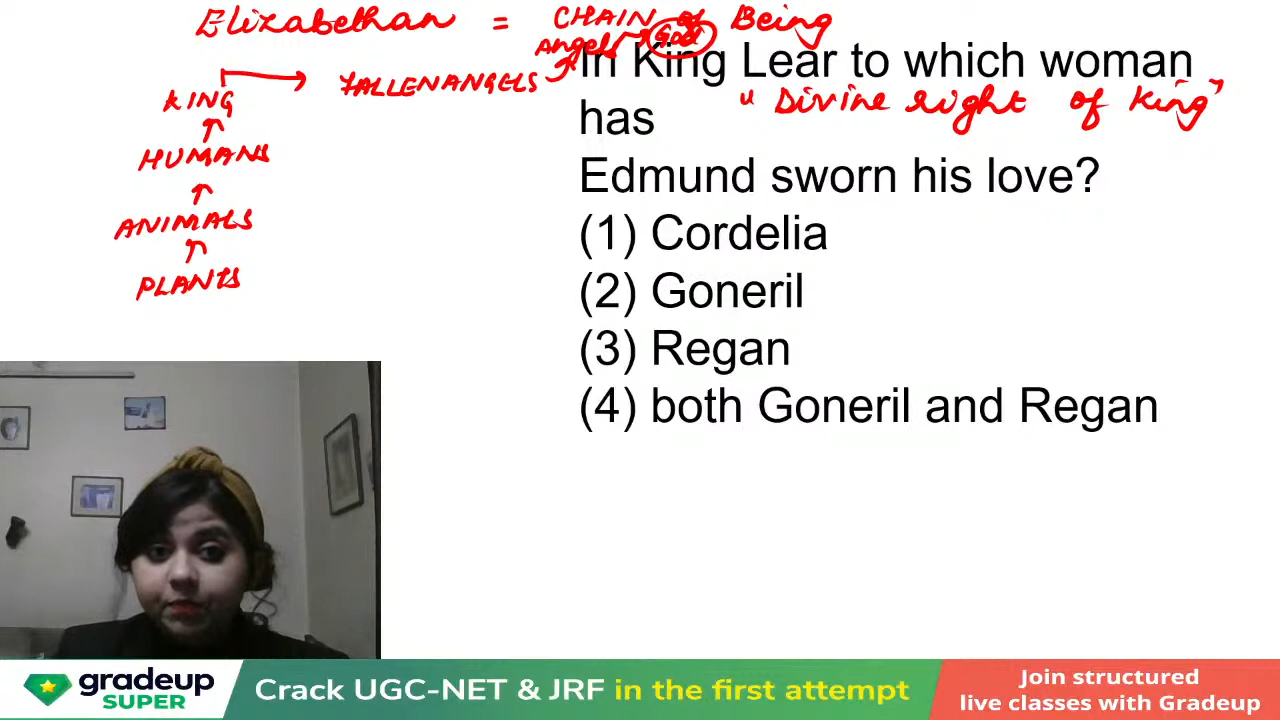 Elizabethan = CHAIN of Being
Angels → God
In King Lear to which woman
KING → FALLENANGELS
"Divine right of King"
has
HUMANS
Edmund sworn his love?
ANIMALS
(1) Cordelia
PLANTS
(2) Goneril
(3) Regan
(4) both Goneril and Regan
gradeup
SUPER
Crack UGC-NET & JRF in the first attempt
Join structured
live classes with Gradeup